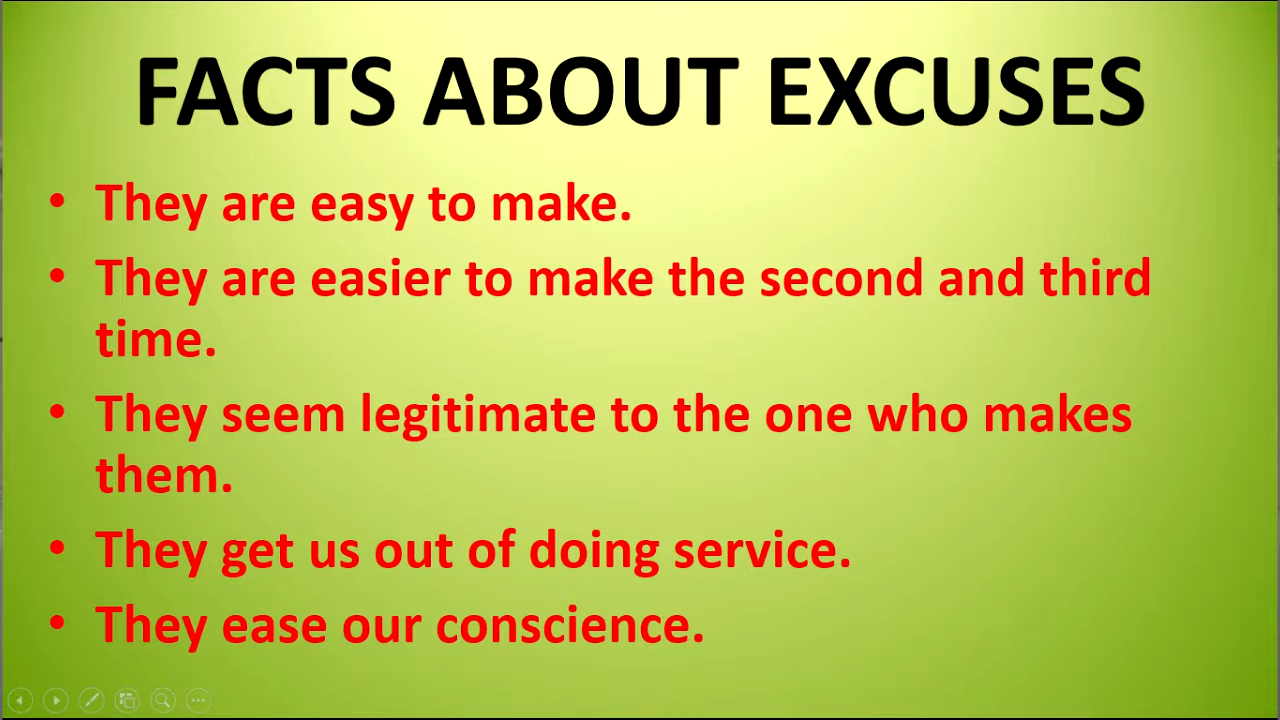 FACTS ABOUT EXCUSES
• They are easy to make.
• They are easier to make the second and third
time.
• They seem legitimate to the one who makes
them.
• They get us out of doing service.
• They ease our conscience.